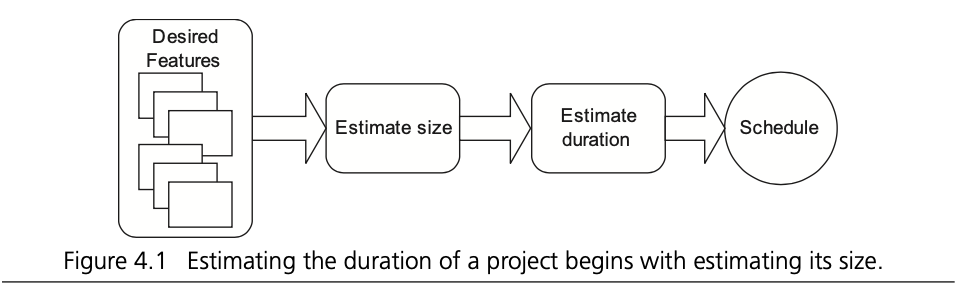 Desired
Features
Estimate size
Estimate
duration
Schedule
Figure 4.1 Estimating the duration of a project begins with estimating its size.